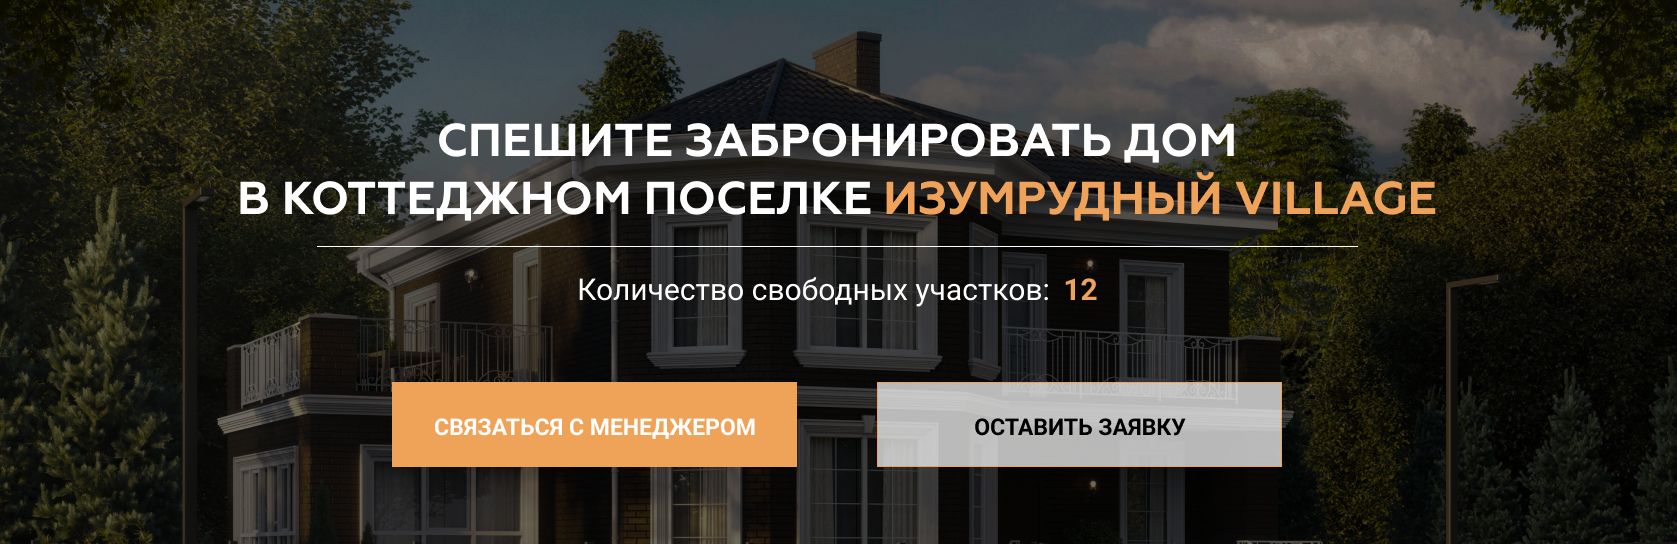 СПЕШИТЕ ЗАБРОНИРОВАТЬ ДОМ
В КОТТЕДЖНОМ ПОСЕЛКЕ ИЗУМРУДНЫЙ VILLAGE
Количество свободных участков: 12
СВЯЗАТЬСЯ С МЕНЕДЖЕРОМ
ОСТАВИТЬ ЗАЯВКУ